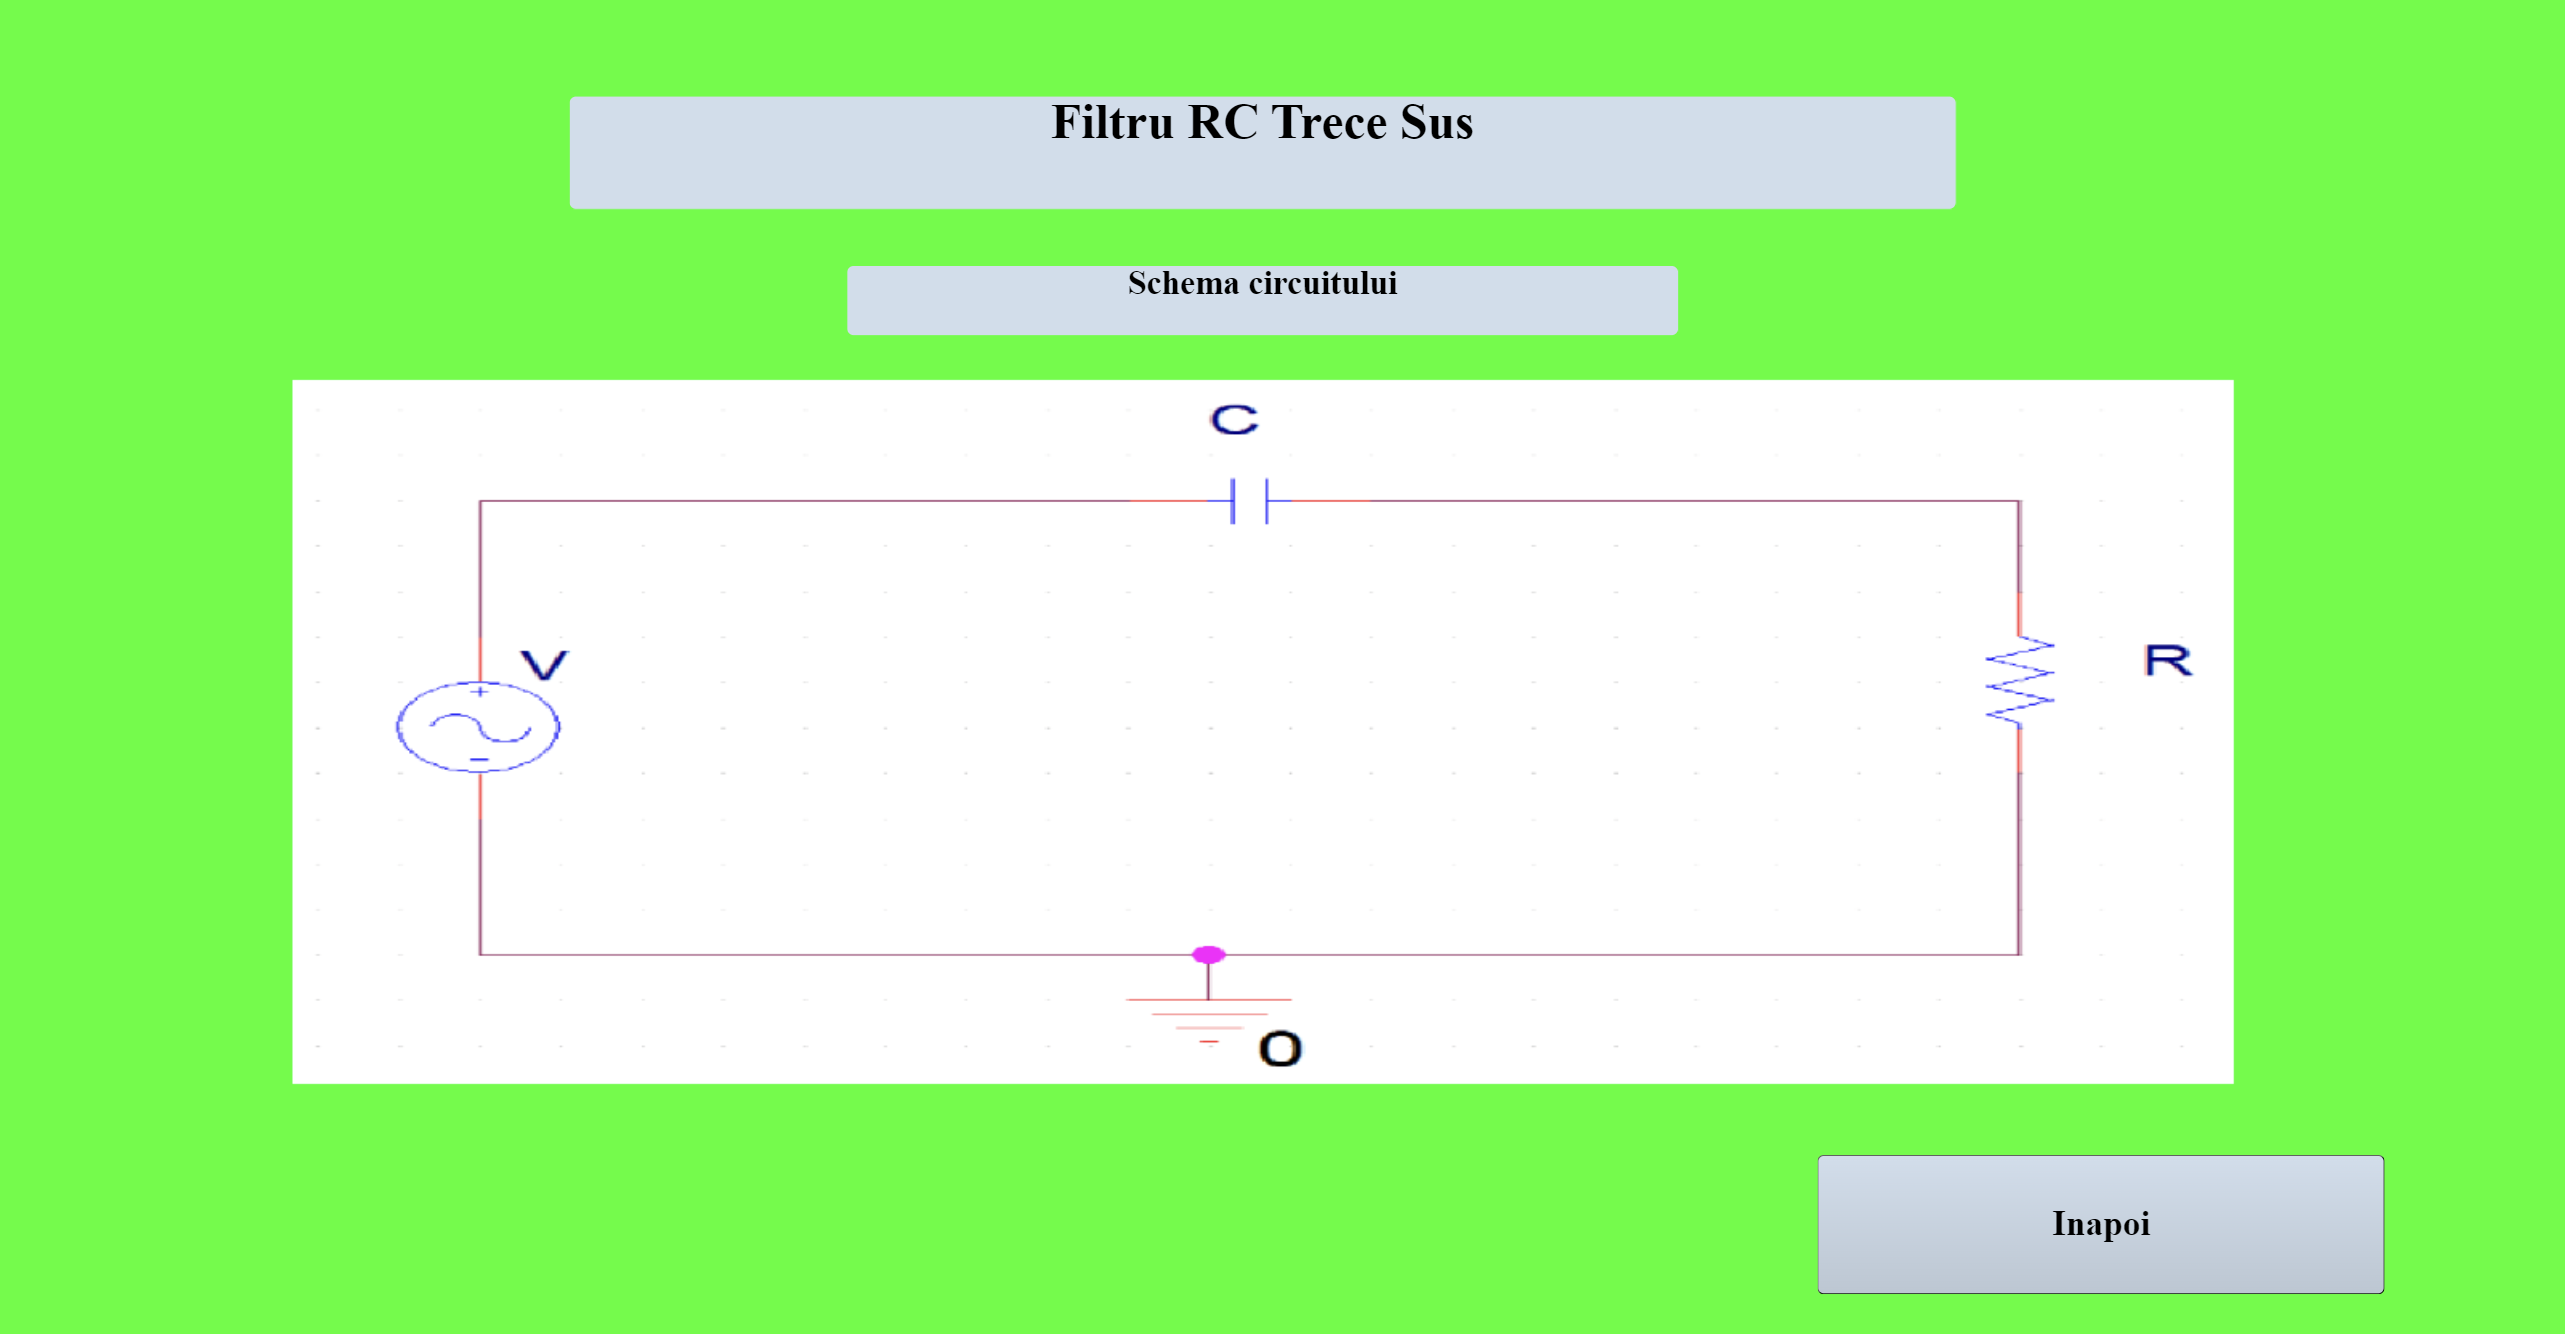 Filtru RC Trece Sus
Schema circuitului
C
V
R
0
Inapoi